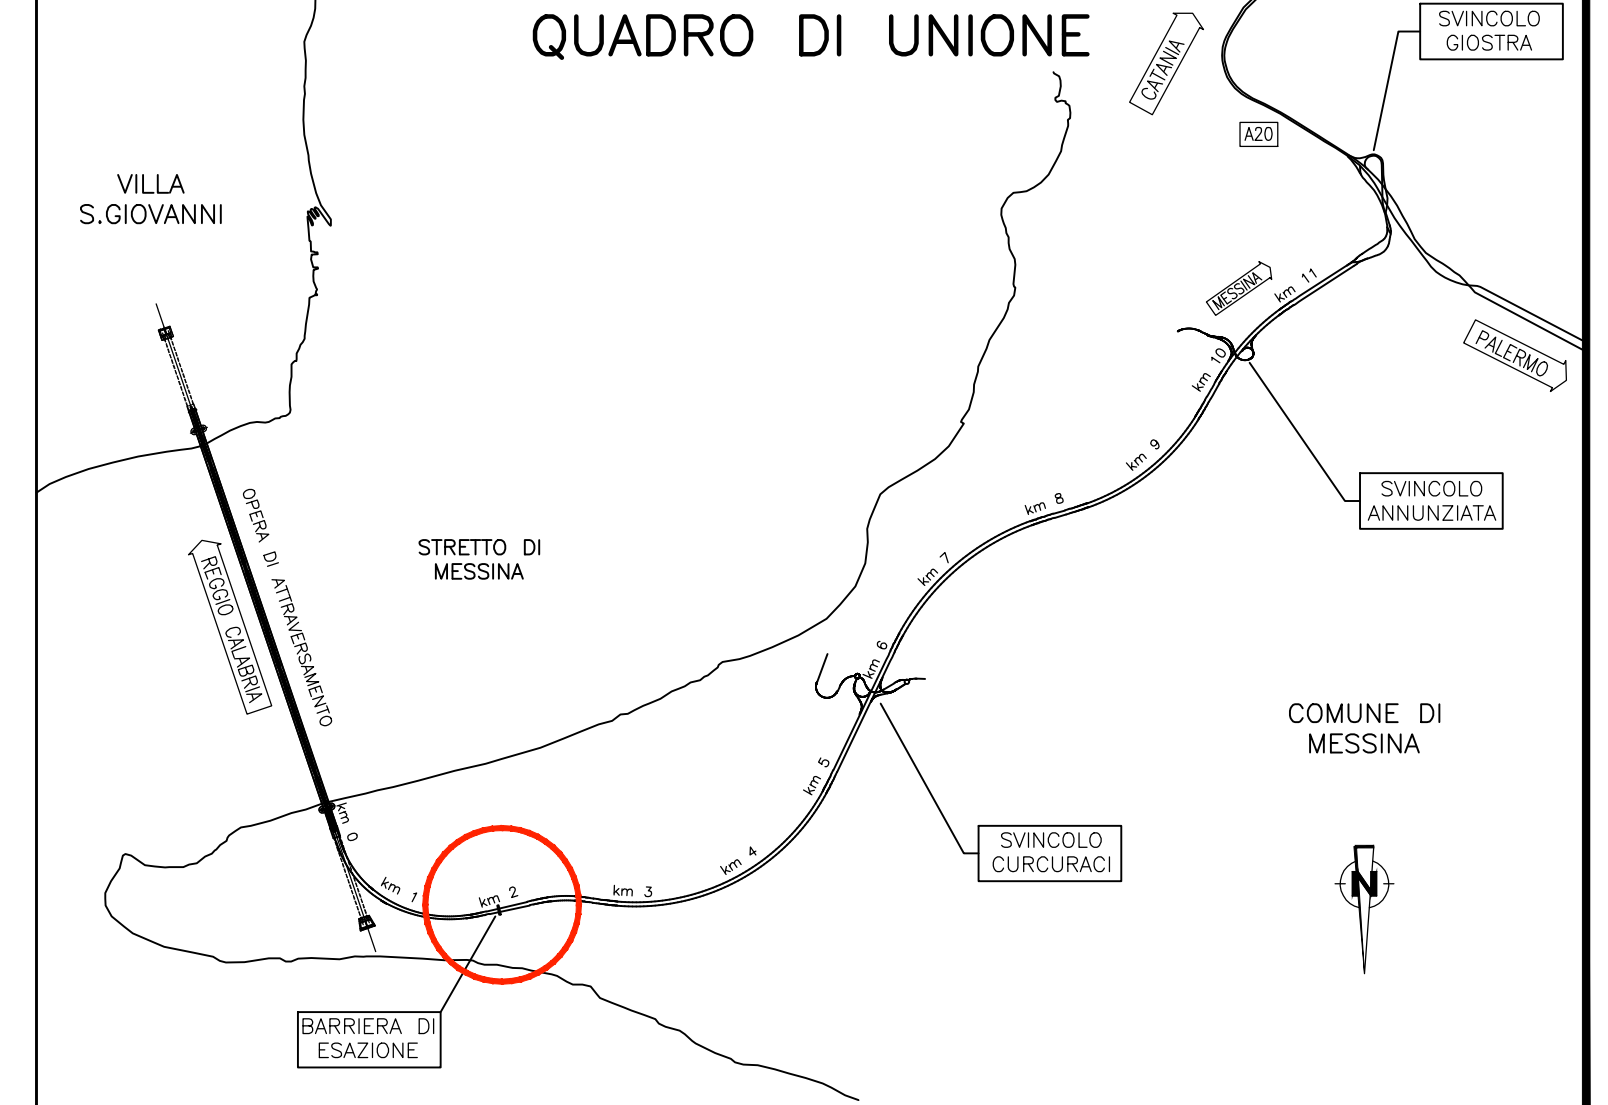 QUADRO DI UNIONE
SVINCOLO
GIOSTRA
CATANIA
A20
VILLA
S.GIOVANNI
MESSINA
km 11
PALERMO
km 10
km 9
SVINCOLO
ANNUNZIATA
km 8
OPERA DI ATTRAVERSAMENTO
REGGIO CALABRIA
STRETTO DI
MESSINA
km 7
km 6
COMUNE DI
MESSINA
km 5
km 0
SVINCOLO
CURCURACI
km 4
km 1
km 2
km 3
N
BARRIERA DI
ESAZIONE